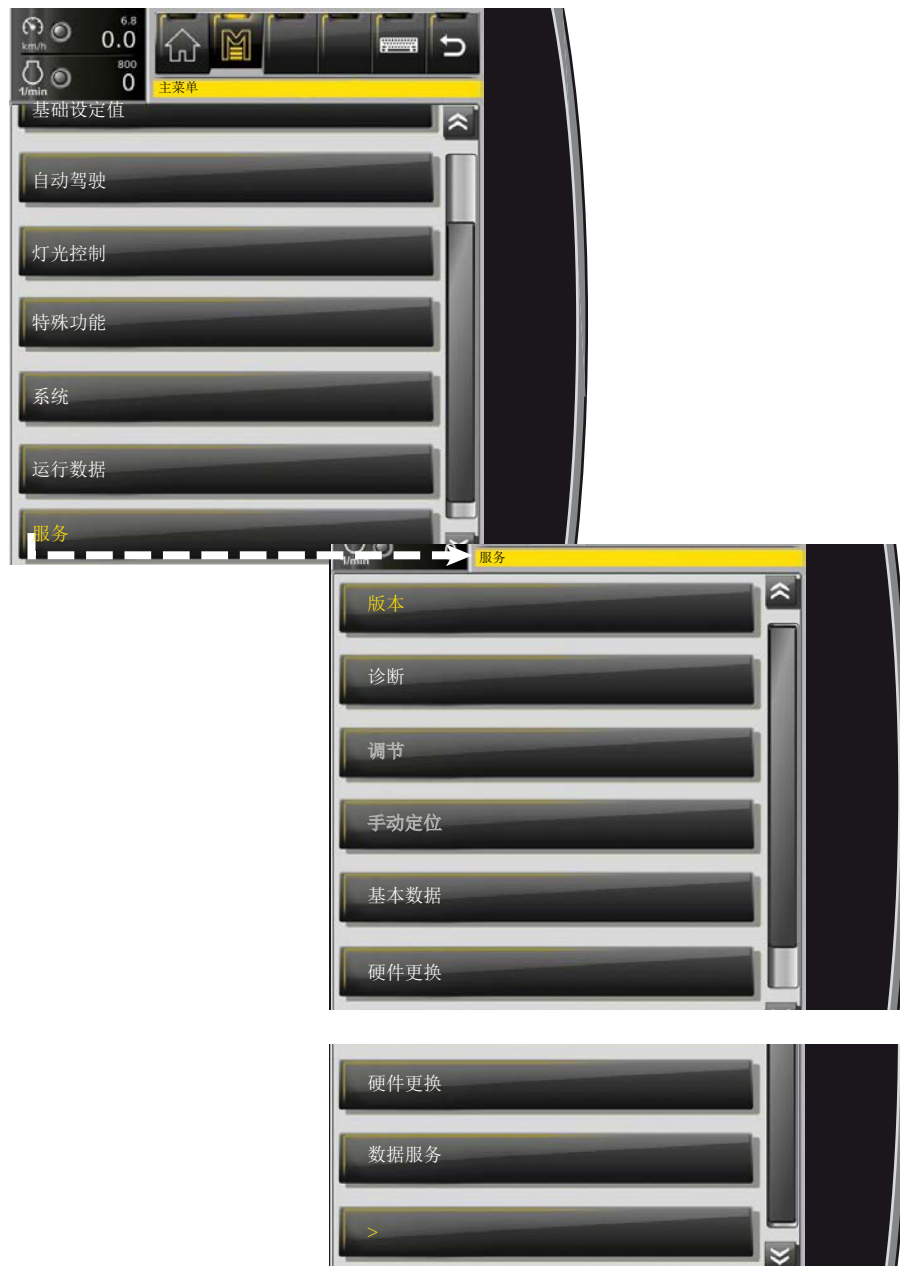 6.8
km/h
0.0
800
1/min
0
主菜单
基础设定值
自动驾驶
灯光控制
特殊功能
系统
运行数据
服务
1/min
服务
版本
诊断
调节
手动定位
基本数据
硬件更换
硬件更换
数据服务
>